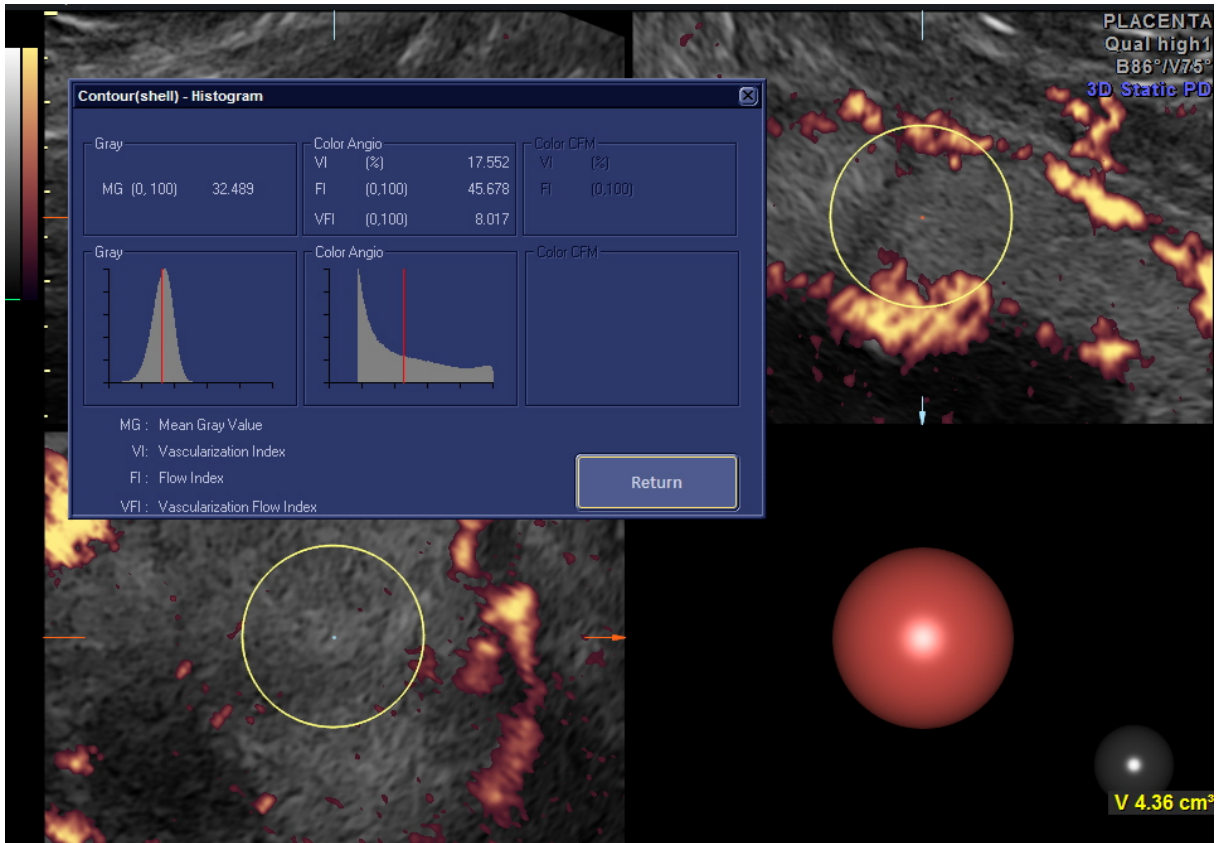 PLACENTA
Qual high1
B86°/V75°
3D Static PD
Contour(shell) - Histogram
Gray
MG (0, 100) 32.489
Color Angio
VI (%) 17.552
FI (0,100) 45.678
VFI (0,100) 8.017
Color CFM
VI (%)
FI (0,100)
Gray
Color Angio
Color CFM
MG : Mean Gray Value
VI: Vascularization Index
FI : Flow Index
VFI : Vascularization Flow Index
Return
V 4.36 cm³